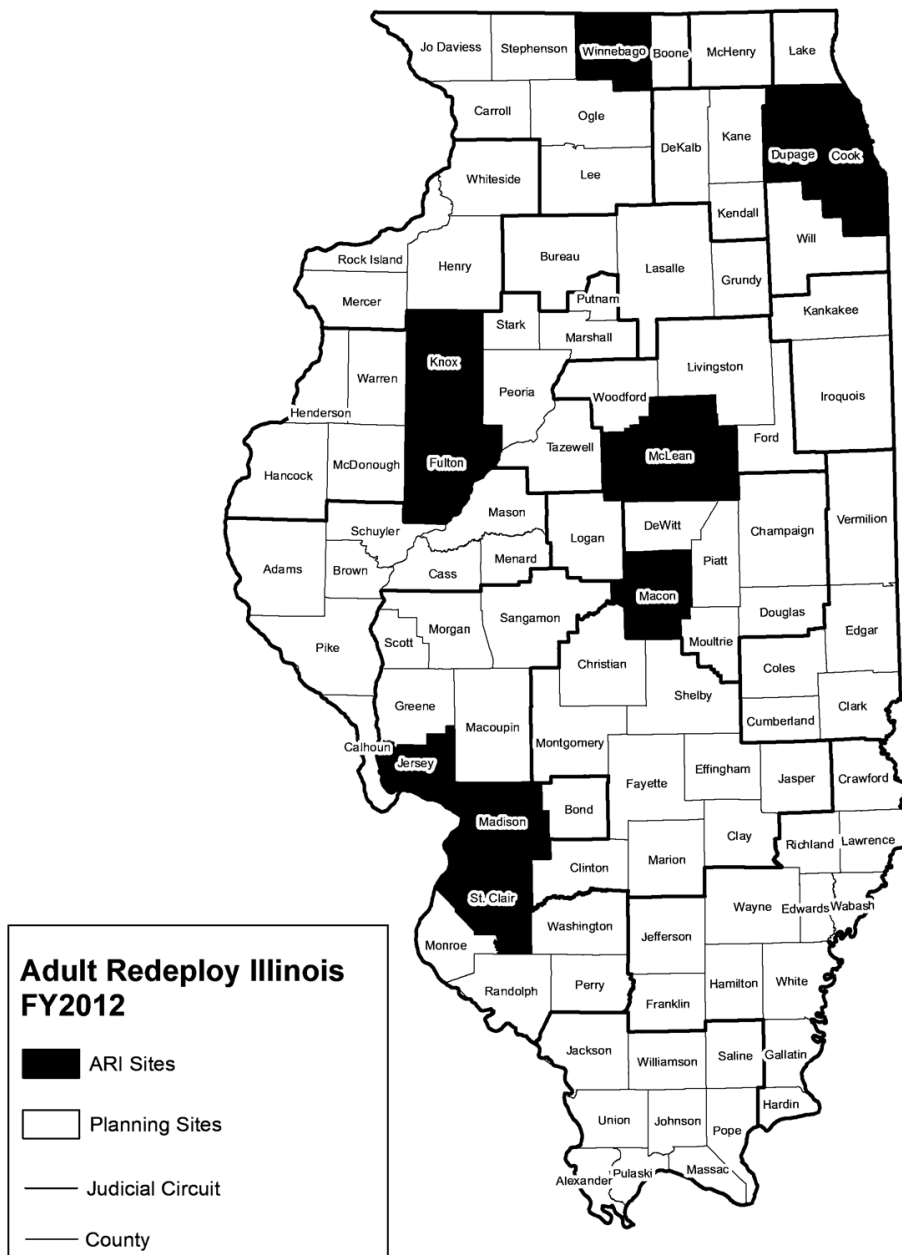 Jo Daviess Stephenson Winnebago Boone McHenry Lake
Carroll Ogle DeKalb Kane Dupage Cook
Whiteside Lee Kendall
Will
Rock Island Henry Bureau Lasalle Grundy
Mercer Putnam Kankakee
Stark Marshall
Knox Livingston
Warren Peoria Woodford Iroquois
Henderson
Ford
Hancock McDonough Fulton Tazewell McLean
Mason
Schuyler Logan DeWitt Champaign Vermilion
Adams Brown Cass Menard Piatt
Macon
Pike Scott Morgan Sangamon Moultrie Douglas Edgar
Christian Coles
Greene Shelby Clark
Macoupin Cumberland
Calhoun Jersey Montgomery
Fayette Effingham Jasper Crawford
Madison Bond
Clay Richland Lawrence
Clinton Marion
St. Clair Wayne Edwards Wabash
Washington
Monroe Jefferson
Randolph Perry Hamilton White
Franklin
Jackson Williamson Saline Gallatin
Hardin
Union Johnson Pope
Alexander Pulaski Massac
Adult Redeploy Illinois
FY2012
ARI Sites
Planning Sites
Judicial Circuit
County